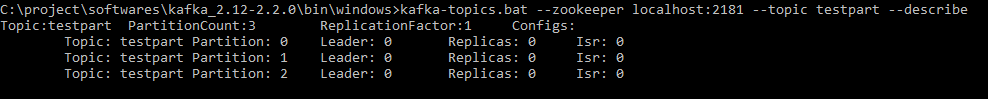 C:\project\softwares\kafka_2.12-2.2.0\bin\windows>kafka-topics.bat --zookeeper localhost:2181 --topic testpart --describe
Topic:testpart PartitionCount:3 ReplicationFactor:1 Configs:
Topic: testpart Partition: 0 Leader: 0 Replicas: 0 Isr: 0
Topic: testpart Partition: 1 Leader: 0 Replicas: 0 Isr: 0
Topic: testpart Partition: 2 Leader: 0 Replicas: 0 Isr: 0